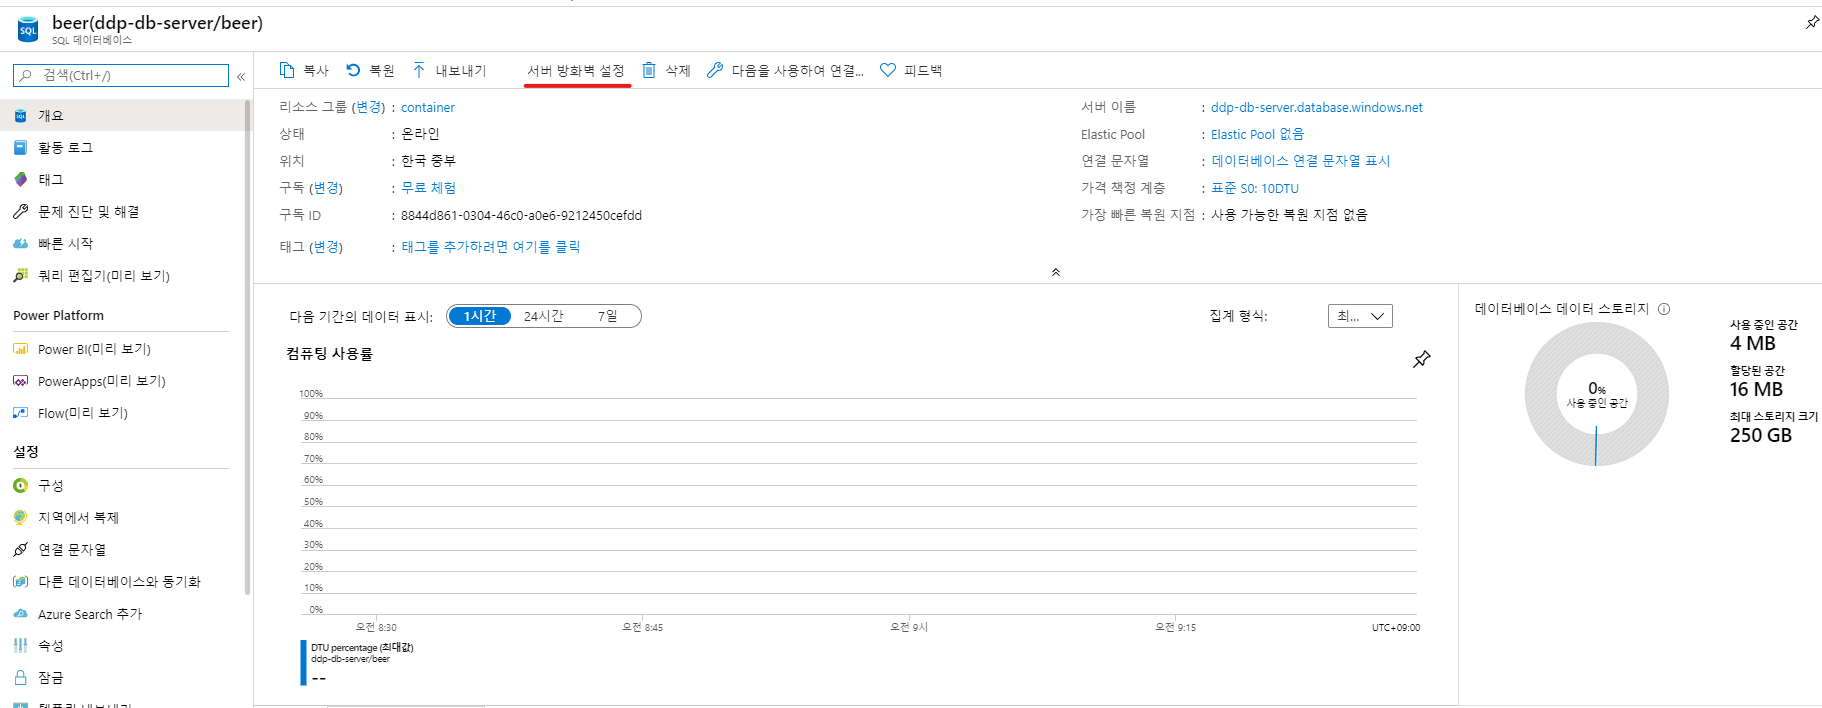 beer(ddp-db-server/beer)
SQL 데이터베이스
검색(Ctrl+/)
«
개요
활동 로그
태그
문제 진단 및 해결
빠른 시작
쿼리 편집기(미리 보기)
Power Platform
Power BI(미리 보기)
PowerApps(미리 보기)
Flow(미리 보기)
설정
구성
지역에서 복제
연결 문자열
다른 데이터베이스와 동기화
Azure Search 추가
속성
잠금
복사 복원 내보내기 서버 방화벽 설정 삭제 다음을 사용하여 연결... 피드백
리소스 그룹 (변경) : container
상태 : 온라인
위치 : 한국 중부
구독 (변경) : 무료 체험
구독 ID : 8844d861-0304-46c0-a0e6-9212450cefdd
태그 (변경) : 태그를 추가하려면 여기를 클릭
서버 이름 : ddp-db-server.database.windows.net
Elastic Pool : Elastic Pool 없음
연결 문자열 : 데이터베이스 연결 문자열 표시
가격 책정 계층 : 표준 S0: 10DTU
가장 빠른 복원 지점 : 사용 가능한 복원 지점 없음
다음 기간의 데이터 표시: 1시간 24시간 7일
집계 형식: 최...
컴퓨팅 사용률
100%
90%
80%
70%
60%
50%
40%
30%
20%
10%
0%
오전 8:30 오전 8:45 오전 9시 오전 9:15 UTC+09:00
DTU percentage (최대값)
ddp-db-server/beer
--
데이터베이스 데이터 스토리지
0%
사용 중인 공간
사용 중인 공간
4 MB
할당된 공간
16 MB
최대 스토리지 크기
250 GB